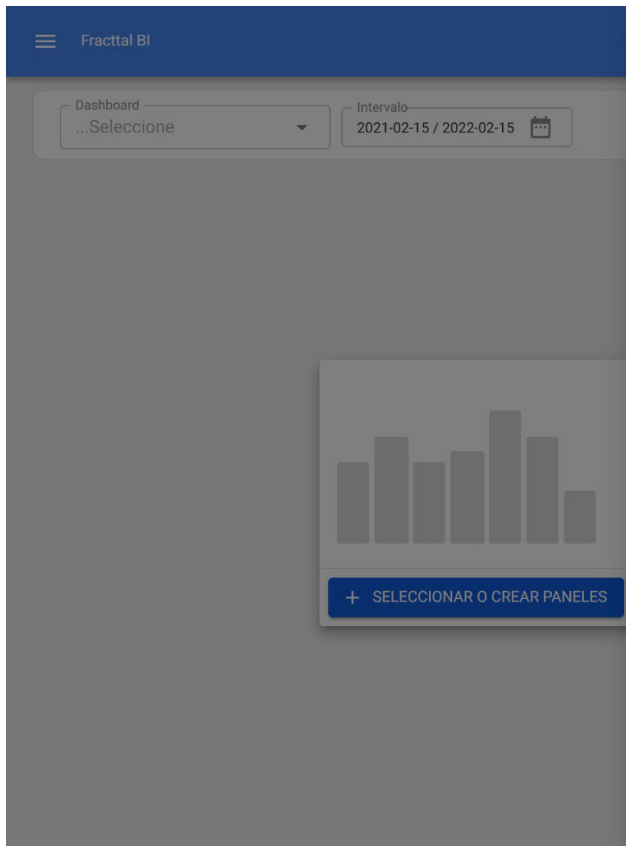 Fracttal BI
Dashboard
...Seleccione
Intervalo
2021-02-15 / 2022-02-15
+ SELECCIONAR O CREAR PANELES